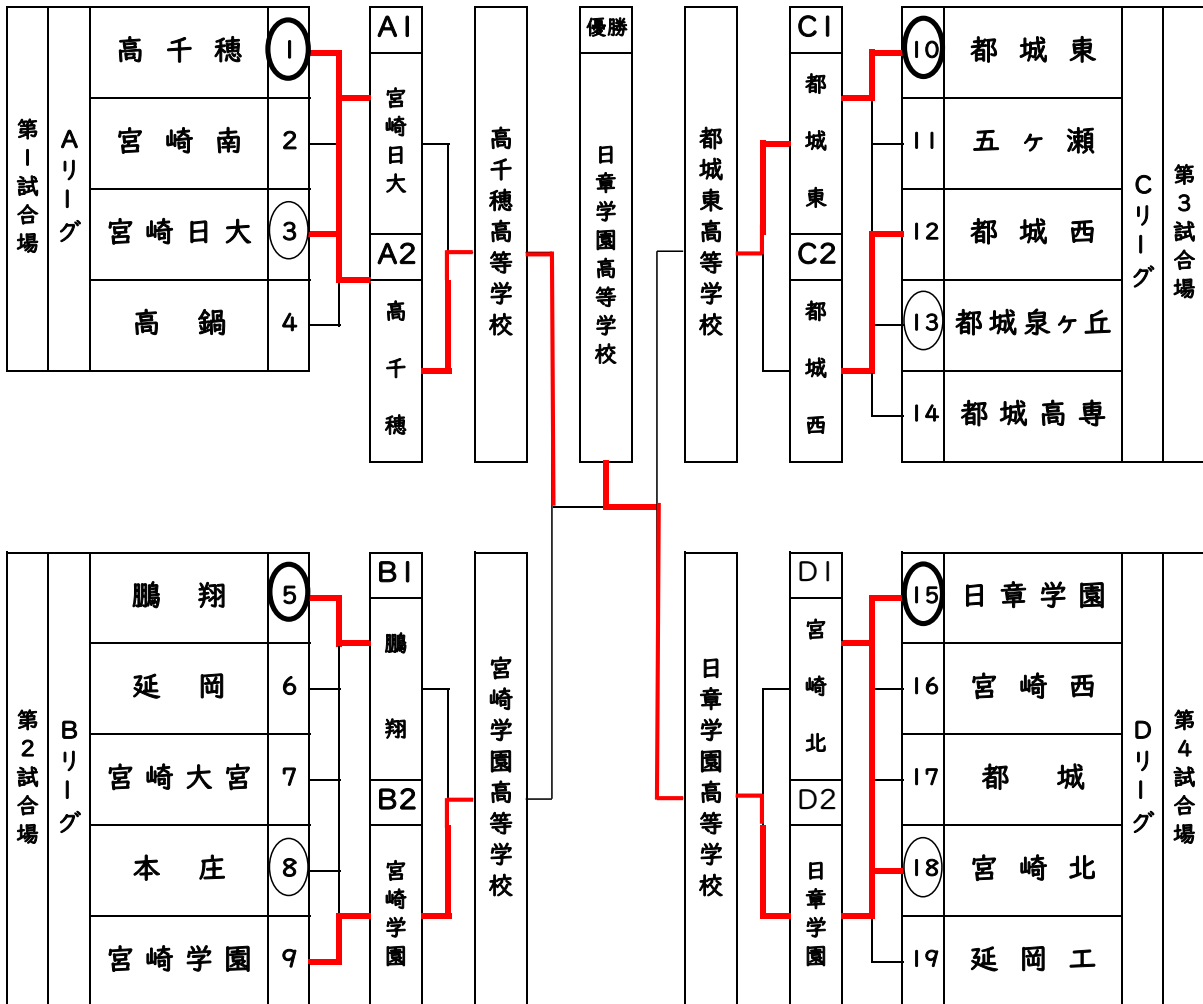 第1試合場
Aリーグ
高千穂 1
宮崎南 2
宮崎日大 3
高鍋 4
A1
宮崎日大
A2
高千穂
高千穂高等学校
優勝
日章学園高等学校
都城東高等学校
C1
都城東
C2
都城西
10 都城東
11 五ヶ瀬
12 都城西
13 都城泉ヶ丘
14 都城高専
Cリーグ
第3試合場
第2試合場
Bリーグ
鵬翔 5
延岡 6
宮崎大宮 7
本庄 8
宮崎学園 9
B1
鵬翔
B2
宮崎学園
宮崎学園高等学校
日章学園高等学校
D1
宮崎北
D2
日章学園
15 日章学園
16 宮崎西
17 都城
18 宮崎北
19 延岡工
Dリーグ
第4試合場